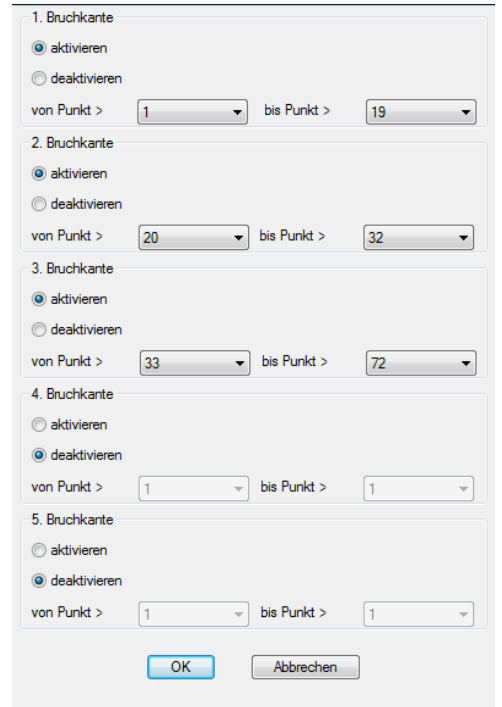 1. Bruchkante
aktivieren
deaktivieren
von Punkt > 1 bis Punkt > 19
2. Bruchkante
aktivieren
deaktivieren
von Punkt > 20 bis Punkt > 32
3. Bruchkante
aktivieren
deaktivieren
von Punkt > 33 bis Punkt > 72
4. Bruchkante
aktivieren
deaktivieren
von Punkt > 1 bis Punkt > 1
5. Bruchkante
aktivieren
deaktivieren
von Punkt > 1 bis Punkt > 1
OK Abbrechen